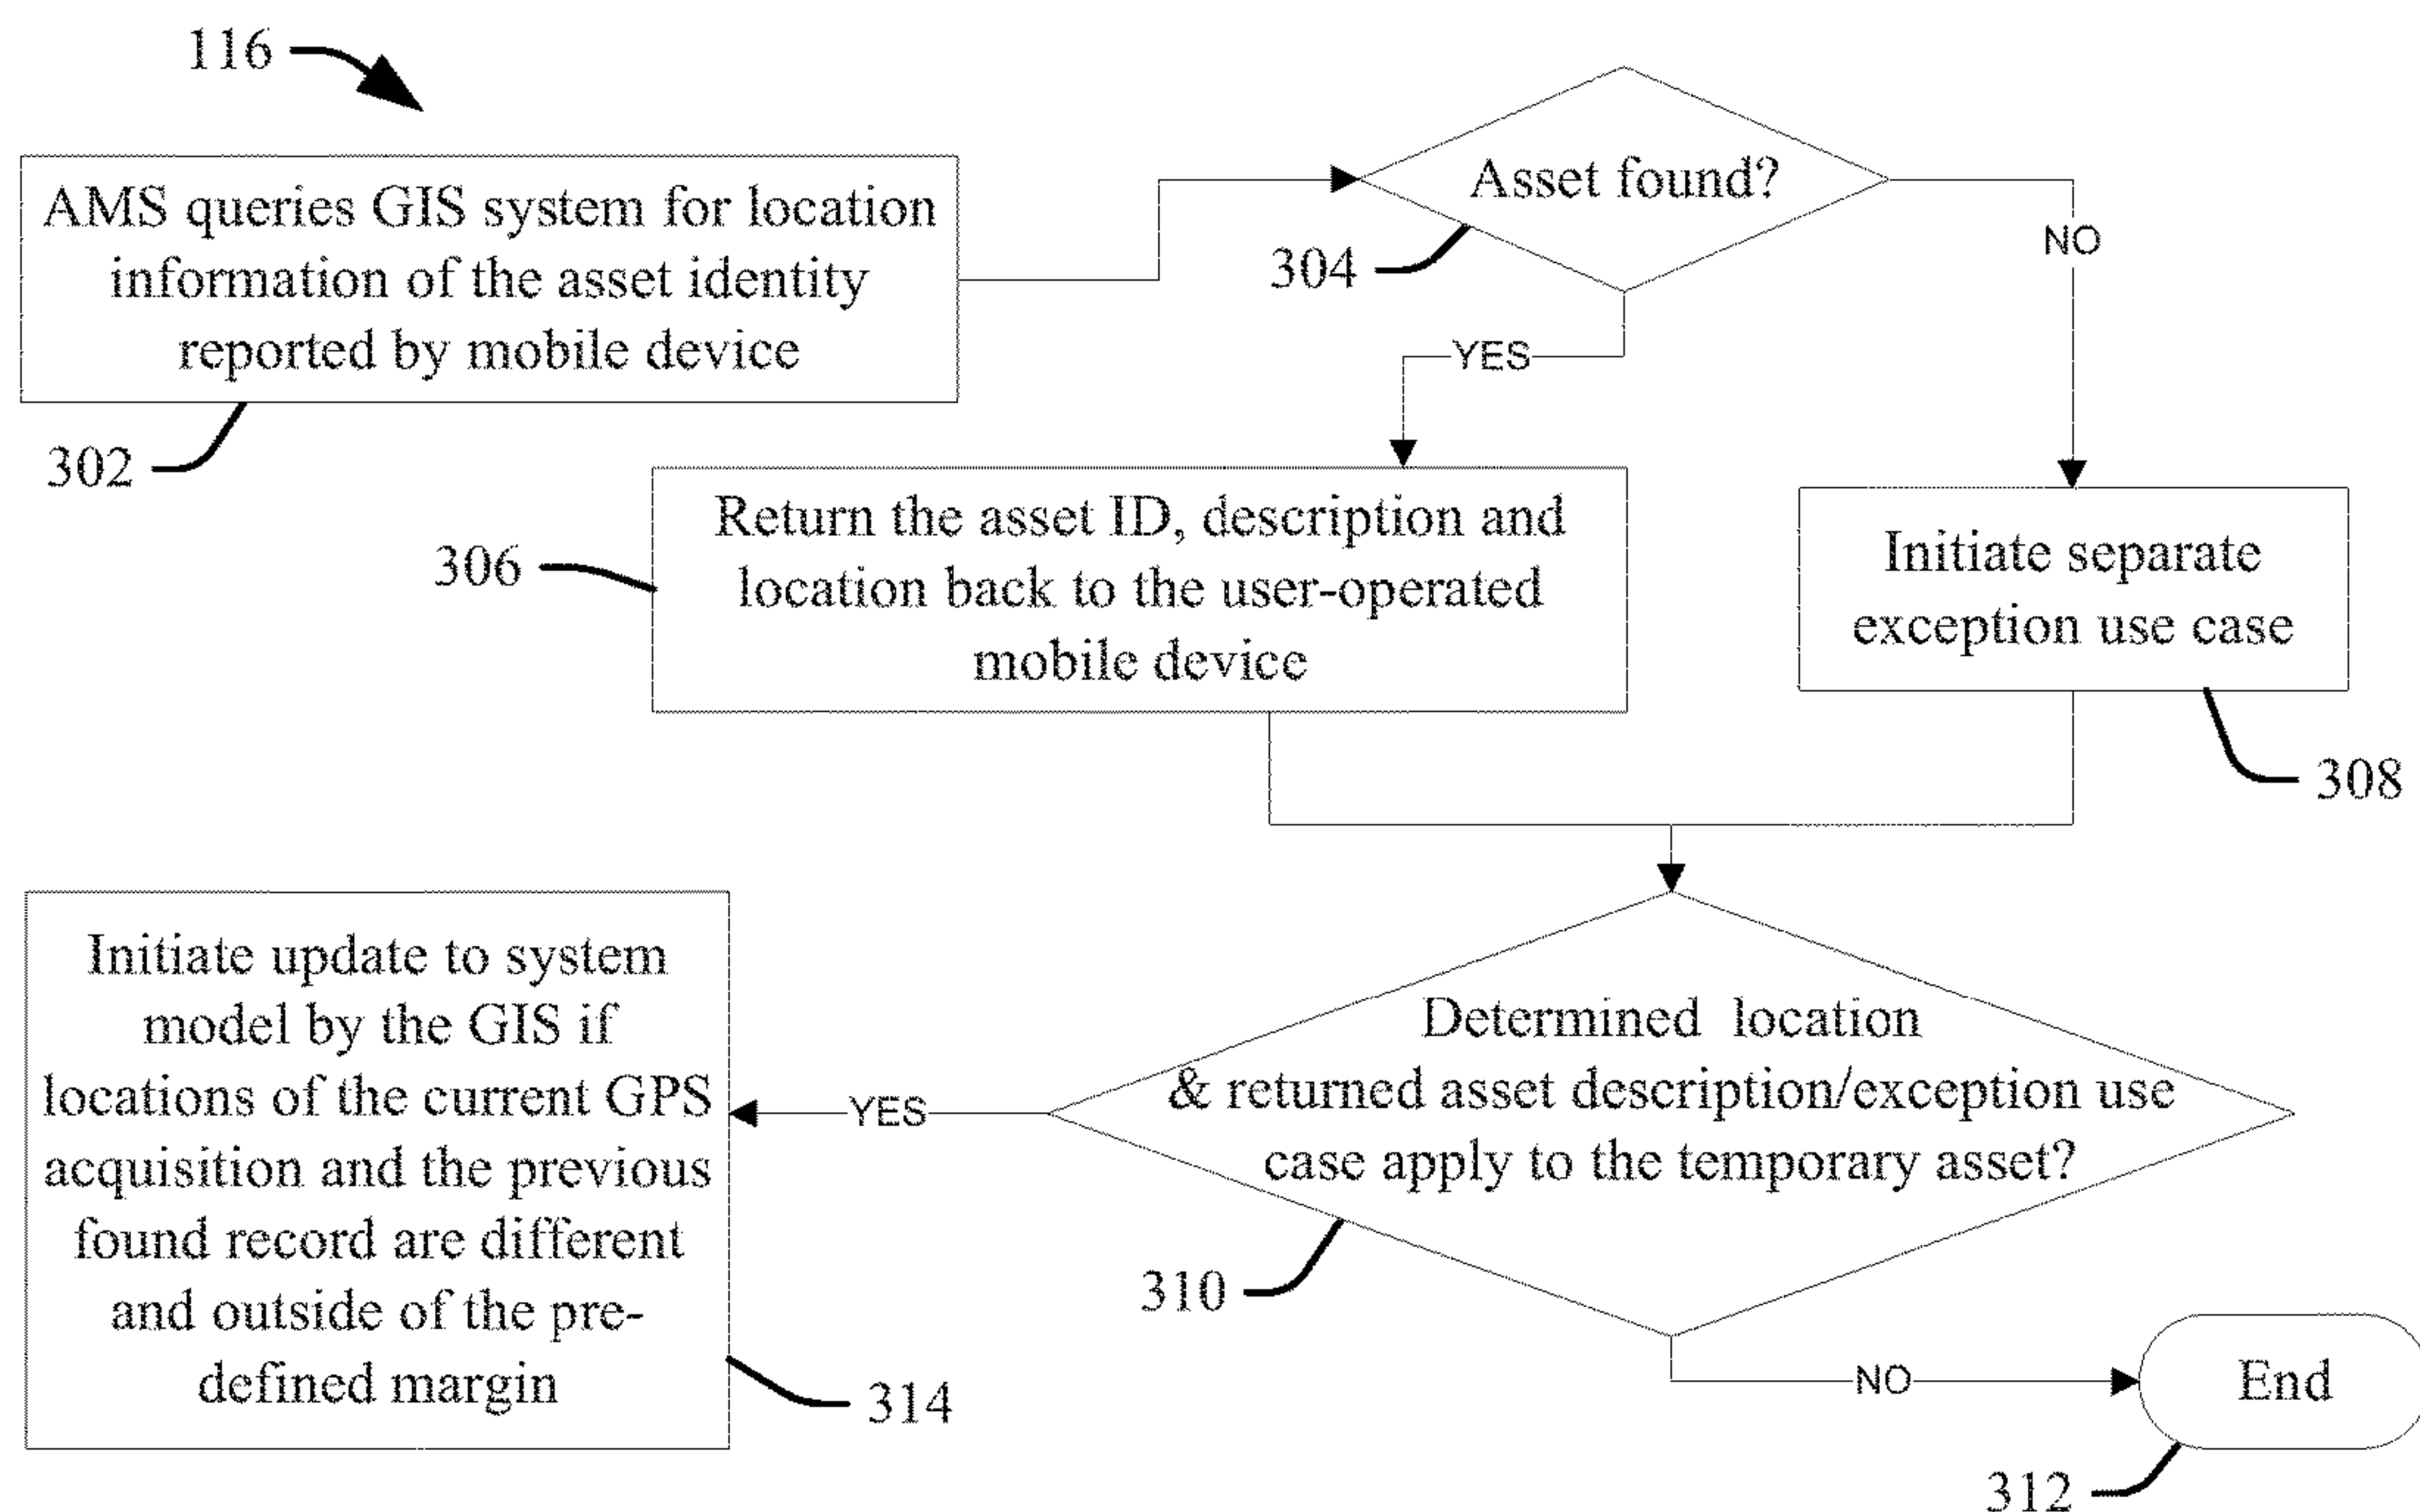 116
AMS queries GIS system for location
information of the asset identity
reported by mobile device
302
Asset found?
304
NO
YES
Return the asset ID, description and
location back to the user-operated
mobile device
306
Initiate separate
exception use case
308
Determined location
& returned asset description/exception use
case apply to the temporary asset?
310
YES
Initiate update to system
model by the GIS if
locations of the current GPS
acquisition and the previous
found record are different
and outside of the pre-
defined margin
314
NO
End
312